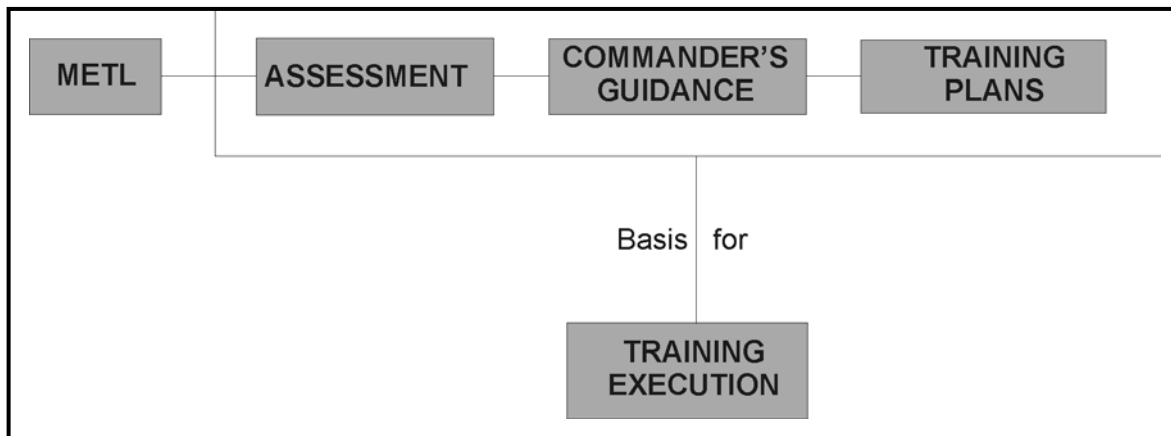 METL
ASSESSMENT
COMMANDER'S
GUIDANCE
TRAINING
PLANS
Basis for
TRAINING
EXECUTION